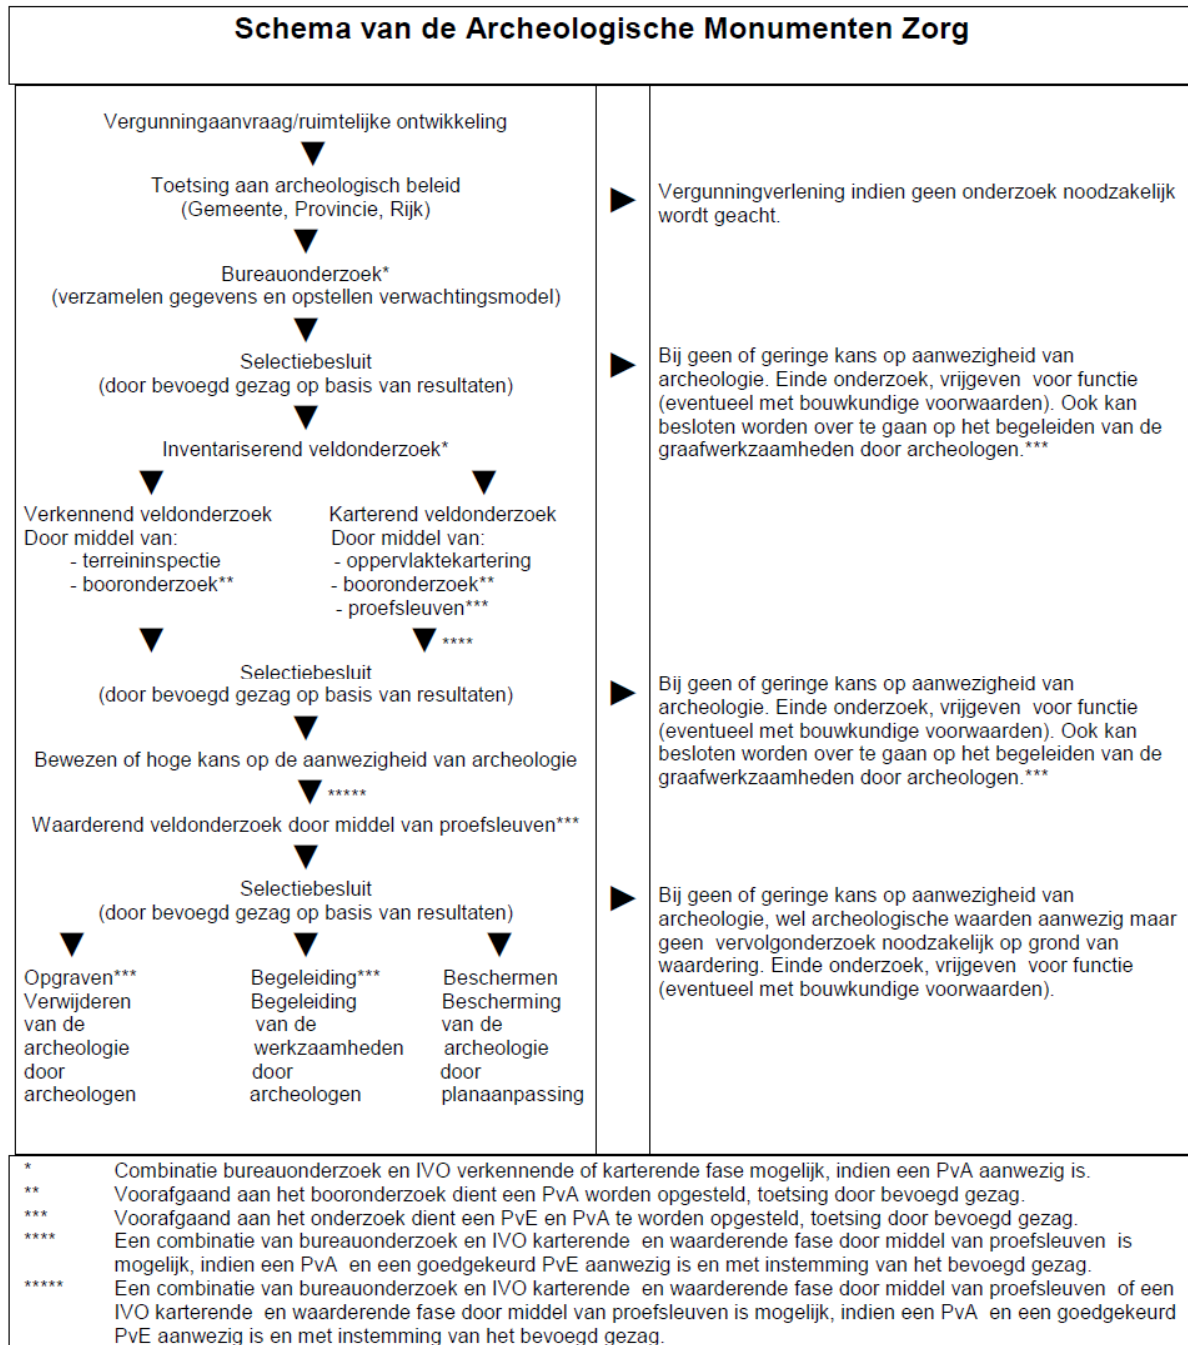 Schema van de Archeologische Monumenten Zorg
Vergunningaanvraag/ruimtelijke ontwikkeling
Toetsing aan archeologisch beleid
(Gemeente, Provincie, Rijk)
Vergunningverlening indien geen onderzoek noodzakelijk
wordt geacht.
Bureauonderzoek*
(verzamelen gegevens en opstellen verwachtingsmodel)
Selectiebesluit
(door bevoegd gezag op basis van resultaten)
Bij geen of geringe kans op aanwezigheid van
archeologie. Einde onderzoek, vrijgeven voor functie
(eventueel met bouwkundige voorwaarden). Ook kan
besloten worden over te gaan op het begeleiden van de
graafwerkzaamheden door archeologen.***
Inventariserend veldonderzoek*
Verkennend veldonderzoek
Door middel van:
- terreininspectie
- booronderzoek**
Karterend veldonderzoek
Door middel van:
- oppervlaktekartering
- booronderzoek**
- proefsleuven***
****
Selectiebesluit
(door bevoegd gezag op basis van resultaten)
Bij geen of geringe kans op aanwezigheid van
archeologie. Einde onderzoek, vrijgeven voor functie
(eventueel met bouwkundige voorwaarden). Ook kan
besloten worden over te gaan op het begeleiden van de
graafwerkzaamheden door archeologen.***
Bewezen of hoge kans op de aanwezigheid van archeologie
*****
Waarderend veldonderzoek door middel van proefsleuven***
Selectiebesluit
(door bevoegd gezag op basis van resultaten)
Bij geen of geringe kans op aanwezigheid van
archeologie, wel archeologische waarden aanwezig maar
geen vervolgonderzoek noodzakelijk op grond van
waardering. Einde onderzoek, vrijgeven voor functie
(eventueel met bouwkundige voorwaarden).
Opgraven***
Verwijderen
van de
archeologie
door
archeologen
Begeleiding***
Begeleiding
van de
werkzaamheden
door
archeologen
Beschermen
Bescherming
van de
archeologie
door
planaanpassing
* Combinatie bureauonderzoek en IVO verkennende of karterende fase mogelijk, indien een PvA aanwezig is.
** Voorafgaand aan het booronderzoek dient een PvA worden opgesteld, toetsing door bevoegd gezag.
*** Voorafgaand aan het onderzoek dient een PvE en PvA te worden opgesteld, toetsing door bevoegd gezag.
**** Een combinatie van bureauonderzoek en IVO karterende en waarderende fase door middel van proefsleuven is
mogelijk, indien een PvA en een goedgekeurd PvE aanwezig is en met instemming van het bevoegd gezag.
***** Een combinatie van bureauonderzoek en IVO karterende en waarderende fase door middel van proefsleuven of een
IVO karterende en waarderende fase door middel van proefsleuven is mogelijk, indien een PvA en een goedgekeurd
PvE aanwezig is en met instemming van het bevoegd gezag.